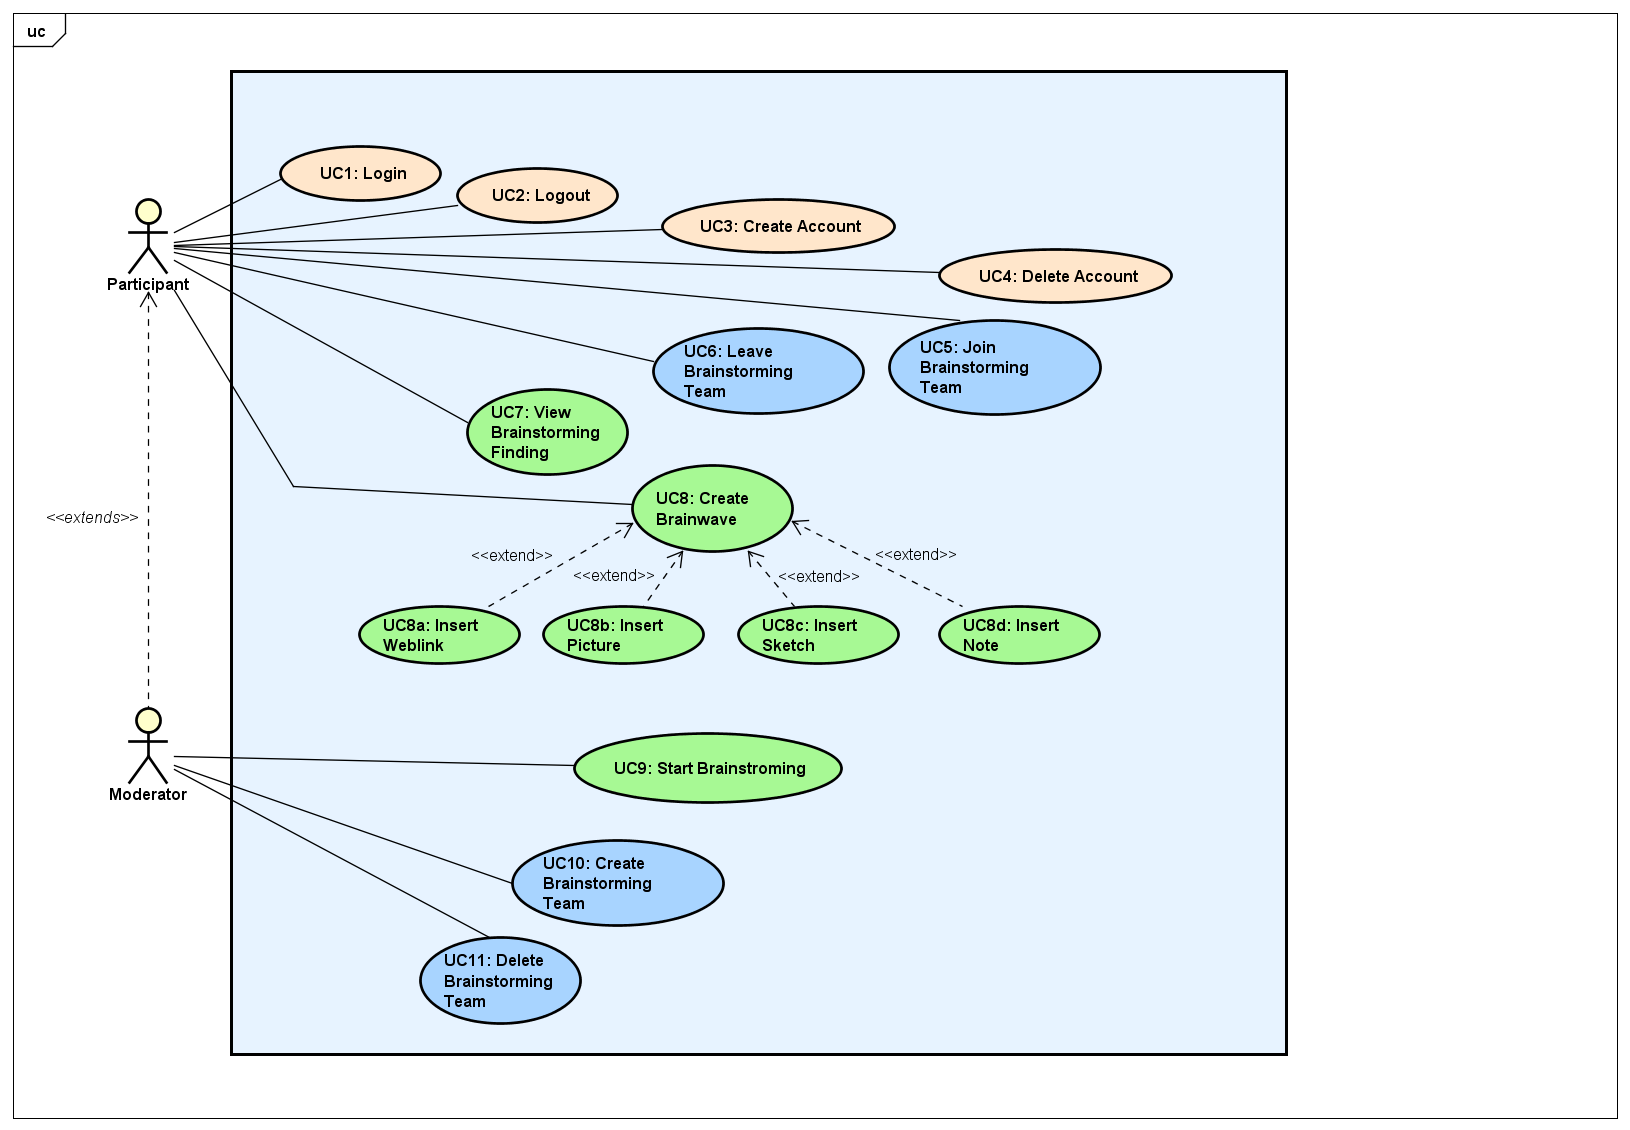 uc
UC1: Login
UC2: Logout
UC3: Create Account
UC4: Delete Account
Participant
UC5: Join
Brainstorming
Team
UC6: Leave
Brainstorming
Team
UC7: View
Brainstorming
Finding
UC8: Create
Brainwave
<<extends>>
<<extend>>
<<extend>>
<<extend>>
<<extend>>
UC8a: Insert
Weblink
UC8b: Insert
Picture
UC8c: Insert
Sketch
UC8d: Insert
Note
Moderator
UC9: Start Brainstroming
UC10: Create
Brainstorming
Team
UC11: Delete
Brainstorming
Team